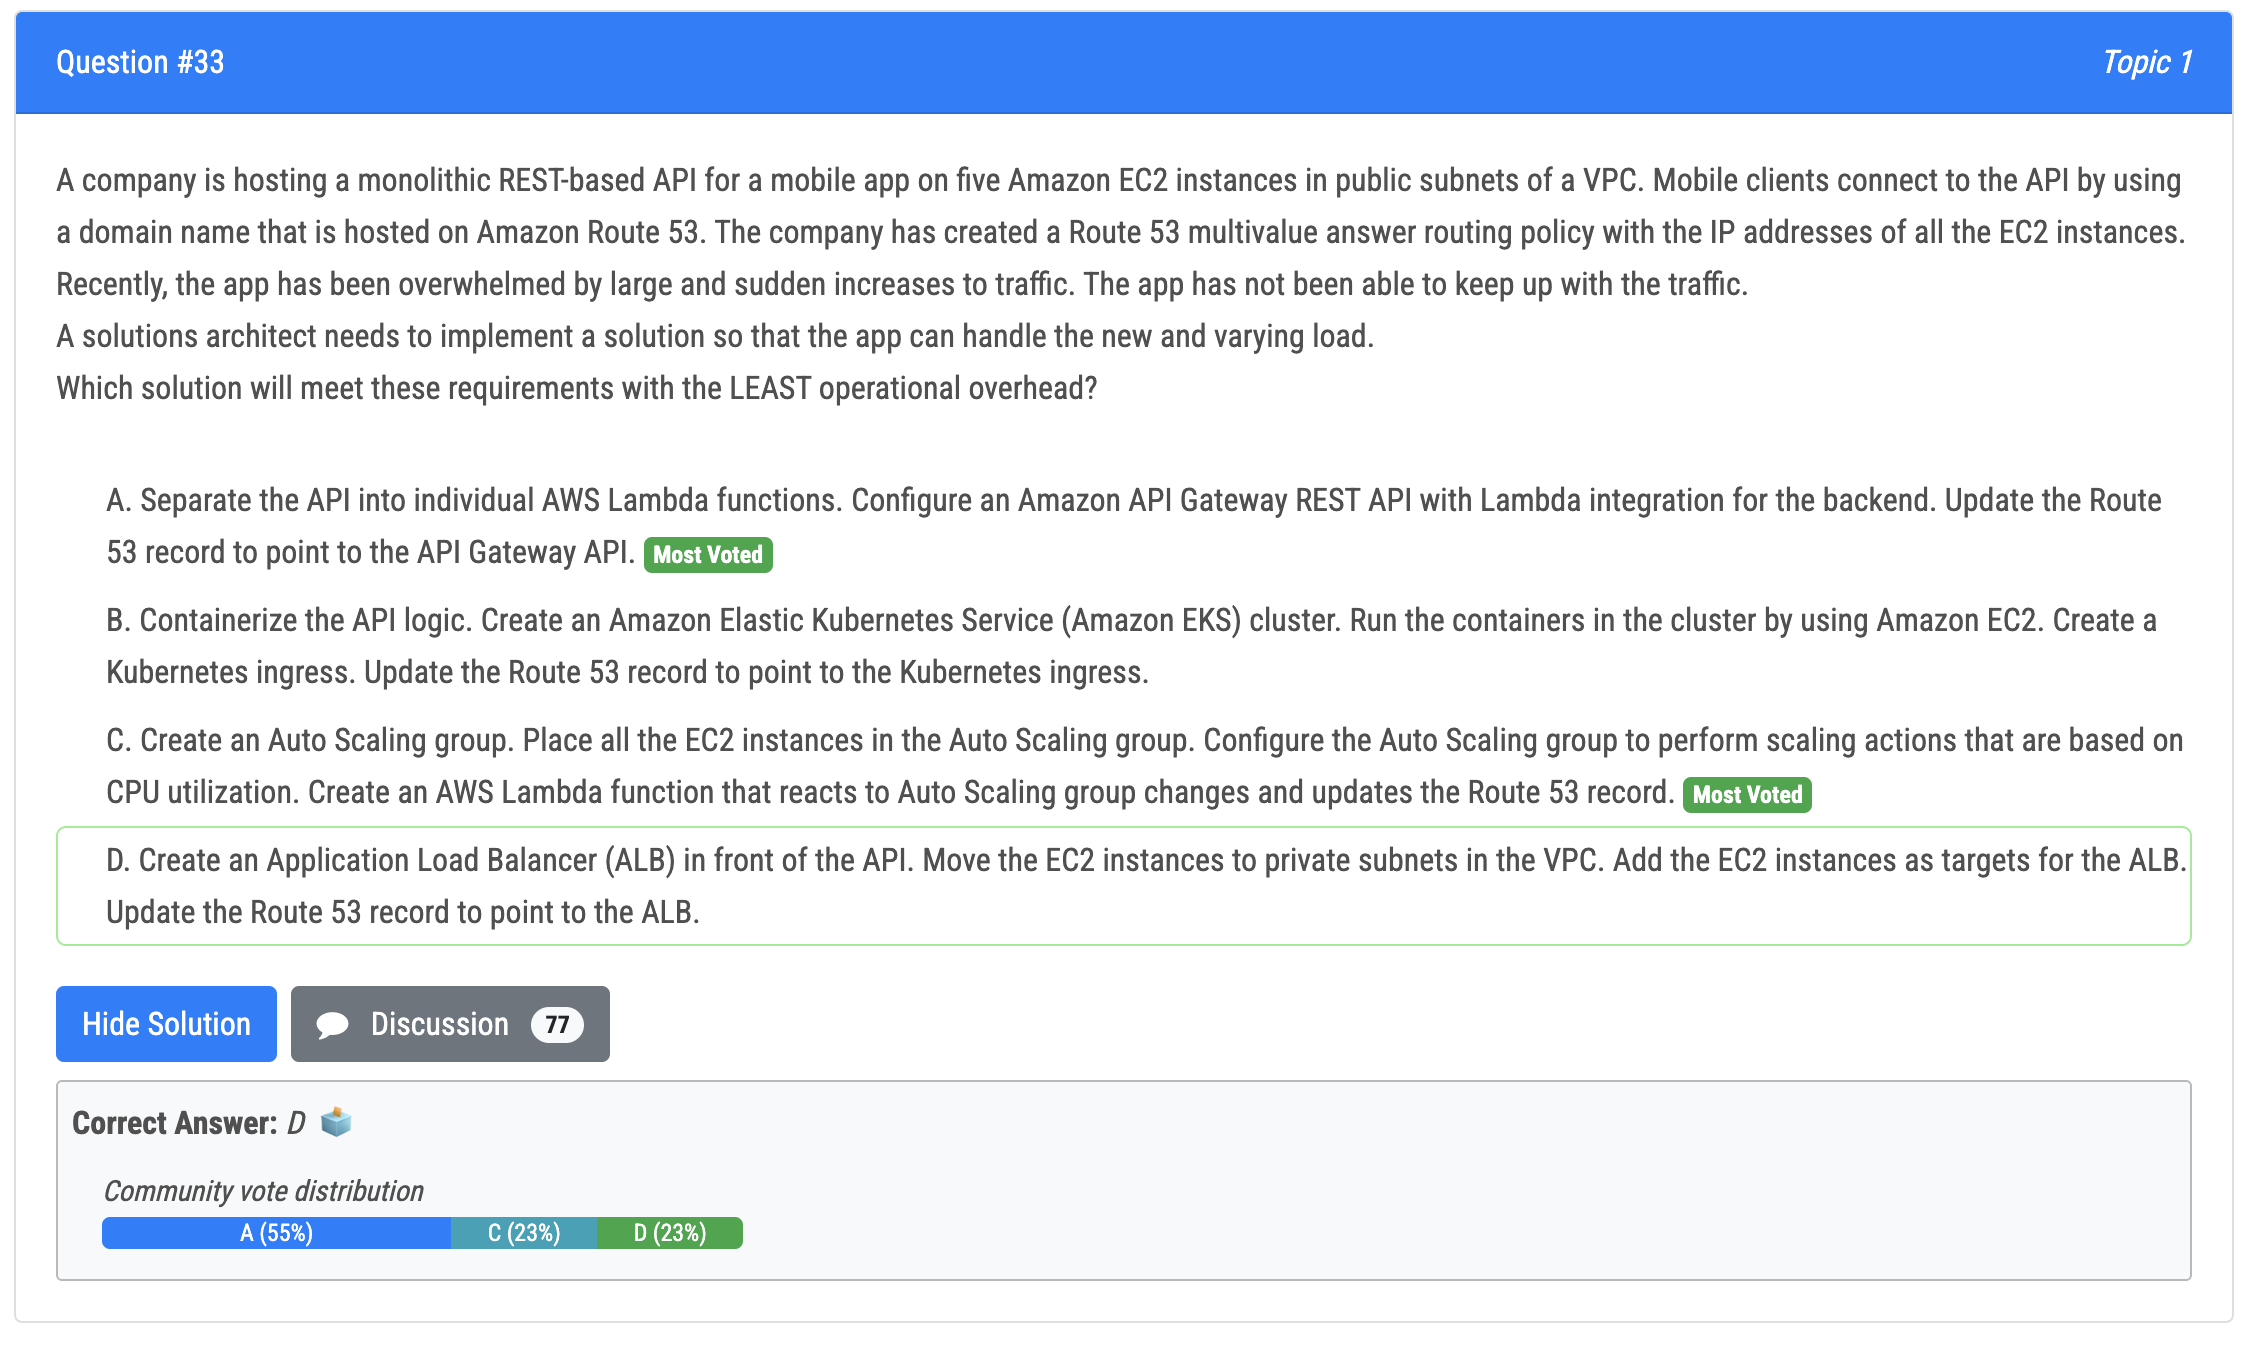 Question #33
Topic 1
A company is hosting a monolithic REST-based API for a mobile app on five Amazon EC2 instances in public subnets of a VPC. Mobile clients connect to the API by using
a domain name that is hosted on Amazon Route 53. The company has created a Route 53 multivalue answer routing policy with the IP addresses of all the EC2 instances.
Recently, the app has been overwhelmed by large and sudden increases to traffic. The app has not been able to keep up with the traffic.
A solutions architect needs to implement a solution so that the app can handle the new and varying load.
Which solution will meet these requirements with the LEAST operational overhead?
A. Separate the API into individual AWS Lambda functions. Configure an Amazon API Gateway REST API with Lambda integration for the backend. Update the Route
53 record to point to the API Gateway API. Most Voted
B. Containerize the API logic. Create an Amazon Elastic Kubernetes Service (Amazon EKS) cluster. Run the containers in the cluster by using Amazon EC2. Create a
Kubernetes ingress. Update the Route 53 record to point to the Kubernetes ingress.
C. Create an Auto Scaling group. Place all the EC2 instances in the Auto Scaling group. Configure the Auto Scaling group to perform scaling actions that are based on
CPU utilization. Create an AWS Lambda function that reacts to Auto Scaling group changes and updates the Route 53 record. Most Voted
D. Create an Application Load Balancer (ALB) in front of the API. Move the EC2 instances to private subnets in the VPC. Add the EC2 instances as targets for the ALB.
Update the Route 53 record to point to the ALB.
Hide Solution
Discussion 77
Correct Answer: D
Community vote distribution
A (55%) C (23%) D (23%)